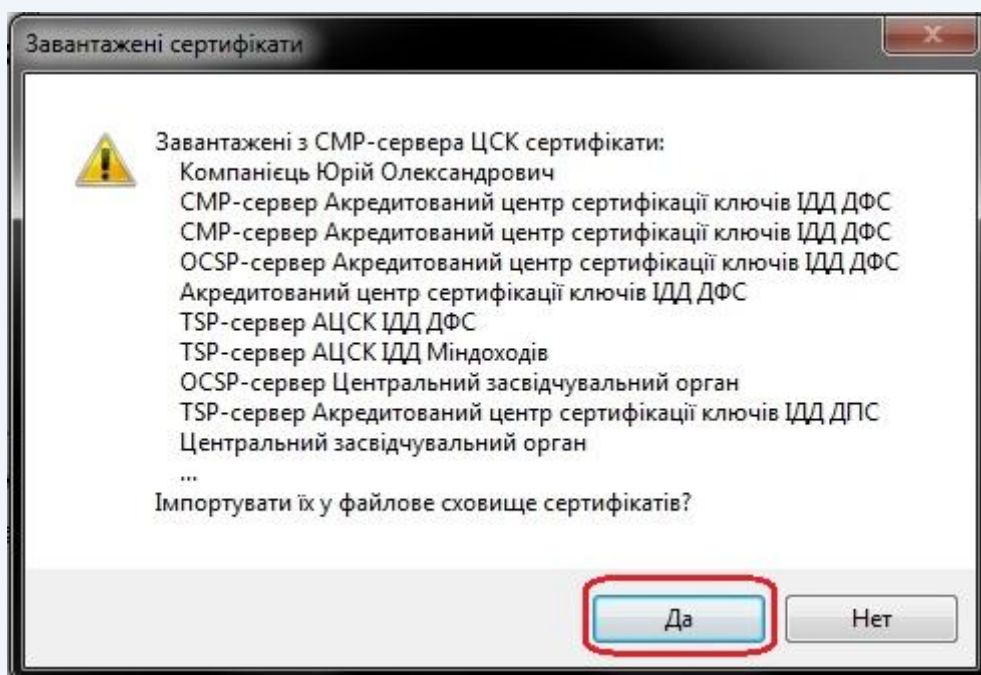 Завантажені сертифікати
Завантажені з CMP-сервера ЦСК сертифікати:
Компанієць Юрій Олександрович
CMP-сервер Акредитований центр сертифікації ключів ІДД ДФС
CMP-сервер Акредитований центр сертифікації ключів ІДД ДФС
OCSP-сервер Акредитований центр сертифікації ключів ІДД ДФС
Акредитований центр сертифікації ключів ІДД ДФС
TSP-сервер АЦСК ІДД ДФС
TSP-сервер АЦСК ІДД Міндоходів
OCSP-сервер Центральний засвідчувальний орган
TSP-сервер Акредитований центр сертифікації ключів ІДД ДПС
Центральний засвідчувальний орган
...
Імпортувати їх у файлове сховище сертифікатів?
Да
Нет